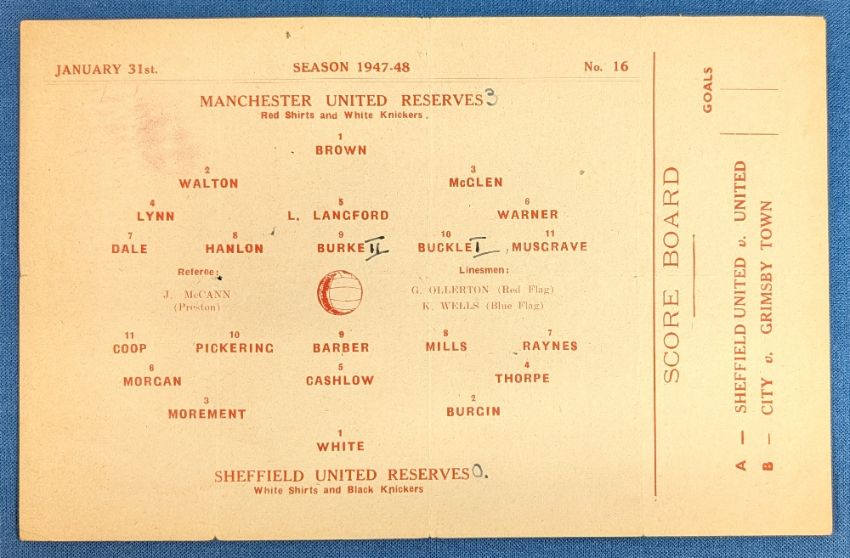 JANUARY 31st. SEASON 1947-48 No. 16
MANCHESTER UNITED RESERVES 3
Red Shirts and White Knickers.
1
BROWN
2 3
WALTON McGLEN
4 5 6
LYNN L. LANGFORD WARNER
7 8 9 10 11
DALE HANLON BURKE II BUCKLE I MUSGRAVE
Referee: Linesmen:
J. McCANN G. OLLERTON (Red Flag)
(Preston) K. WELLS (Blue Flag)
11 10 9 8 7
COOP PICKERING BARBER MILLS RAYNES
6 5 4
MORGAN CASHLOW THORPE
3 2
MOREMENT BURGIN
1
WHITE
SHEFFIELD UNITED RESERVES 0.
White Shirts and Black Knickers
SCORE BOARD
GOALS
A — SHEFFIELD UNITED v. UNITED
B — CITY v. GRIMSBY TOWN